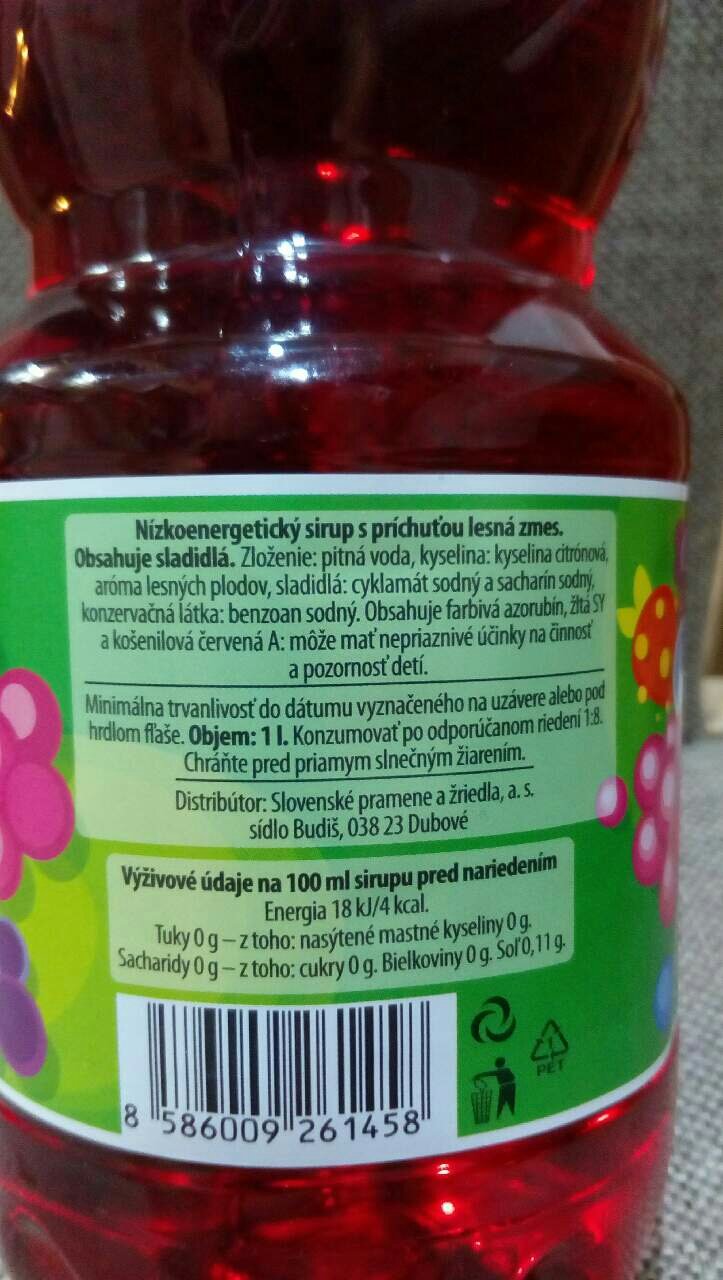 Nízkoenergetický sirup s príchuťou lesná zmes.
Obsahuje sladidlá. Zloženie: pitná voda, kyselina: kyselina citrónová,
aróma lesných plodov, sladidlá: cyklamát sodný a sacharín sodný,
konzervačná látka: benzoan sodný. Obsahuje farbivá azorubín, žltá SY
a košenilová červená A: môže mať nepriaznivé účinky na činnosť
a pozornosť detí.
Minimálna trvanlivosť do dátumu vyznačeného na uzávere alebo pod
hrdlom fľaše. Objem: 1 l. Konzumovať po odporúčanom riedení 1:8.
Chráňte pred priamym slnečným žiarením.
Distribútor: Slovenské pramene a žriedla, a. s.
sídlo Budiš, 038 23 Dubové
Výživové údaje na 100 ml sirupu pred nariedením
Energia 18 kJ/4 kcal.
Tuky 0 g – z toho: nasýtené mastné kyseliny 0 g.
Sacharidy 0 g – z toho: cukry 0 g. Bielkoviny 0 g. Soľ 0,11 g.
8 586009 261458
1
PET